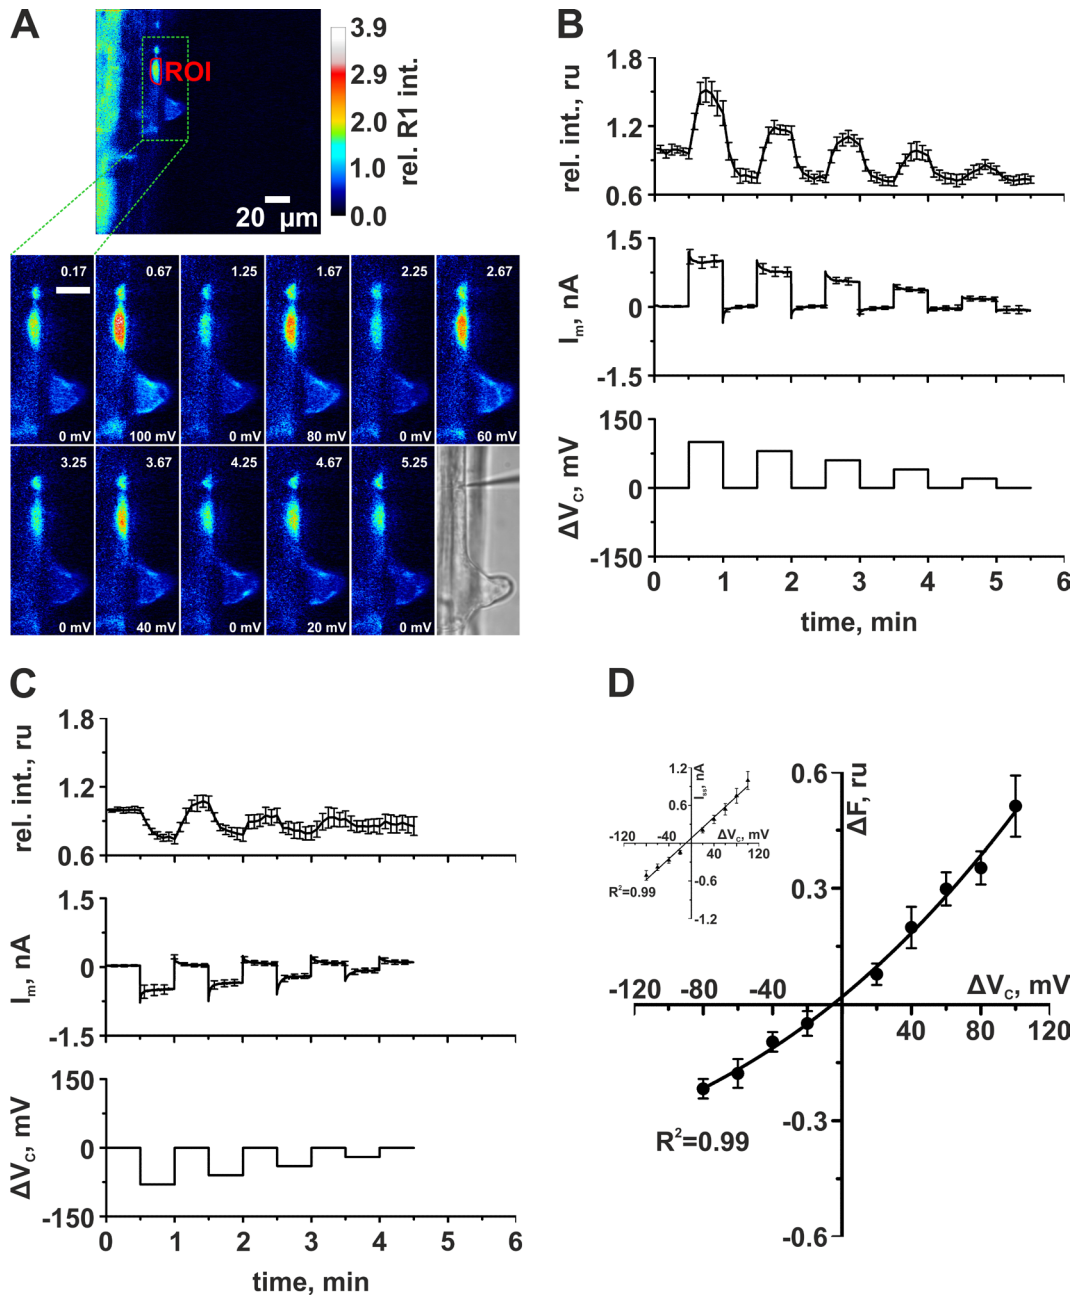 A
ROI
3.9
2.9
2.0
1.0
0.0
rel. R1 int.
20 µm
0.17
0.67
1.25
1.67
2.25
2.67
0 mV
100 mV
0 mV
80 mV
0 mV
60 mV
3.25
3.67
4.25
4.67
5.25
0 mV
40 mV
0 mV
20 mV
0 mV
B
rel. int., ru
1.8
1.2
0.6
Im, nA
1.5
0
-1.5
ΔVC, mV
150
0
-150
0 1 2 3 4 5 6
time, min
C
rel. int., ru
1.8
1.2
0.6
Im, nA
1.5
0
-1.5
ΔVC, mV
150
0
-150
0 1 2 3 4 5 6
time, min
D
ΔF, ru
0.6
0.3
-0.3
-0.6
-120 -80 -40
40 80 120
ΔVC, mV
R²=0.99
Iss, nA
1.2
0.6
-0.6
-1.2
-120 -40
40 120
ΔVC, mV
R²=0.99